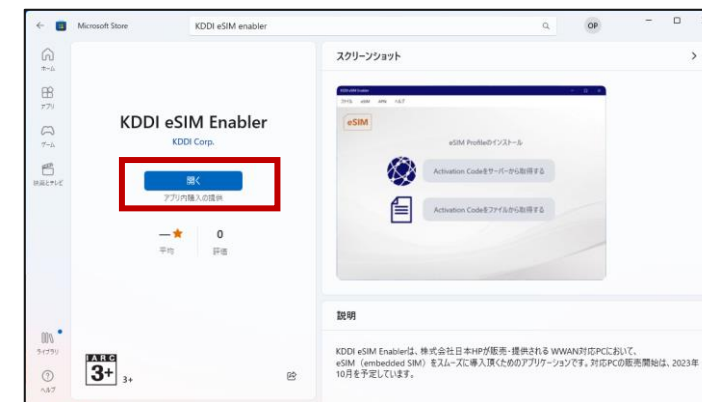 Microsoft Store
KDDI eSIM enabler
OP
ホーム
アプリ
ゲーム
映画とテレビ
ライブラリ
ヘルプ
KDDI eSIM Enabler
KDDI Corp.
開く
アプリ内購入の提供
—★ 0
平均 評価
IARC
3+ 3+
スクリーンショット
ファイル eSIM APN ヘルプ
eSIM
eSIM Profileのインストール
Activation Codeをサーバーから取得する
Activation Codeをファイルから取得する
説明
KDDI eSIM Enablerは、株式会社日本HPが販売・提供される WWAN対応PCにおいて、
eSIM（embedded SIM）をスムーズに導入頂くためのアプリケーションです。対応PCの販売開始は、2023年
10月を予定しています。